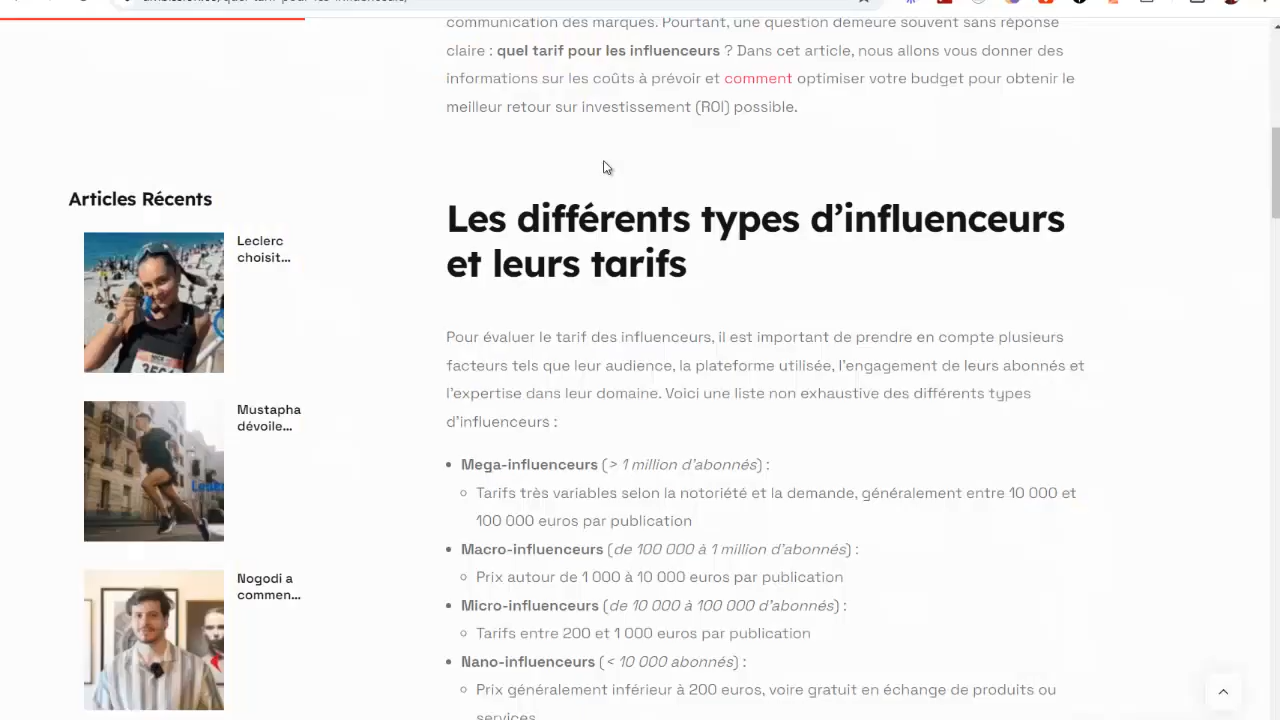 communication des marques. Pourtant, une question demeure souvent sans réponse
claire : quel tarif pour les influenceurs ? Dans cet article, nous allons vous donner des
informations sur les coûts à prévoir et comment optimiser votre budget pour obtenir le
meilleur retour sur investissement (ROI) possible.
Articles Récents
Leclerc
choisit...
Mustapha
dévoile...
Nogodi a
commen...
Les différents types d’influenceurs
et leurs tarifs
Pour évaluer le tarif des influenceurs, il est important de prendre en compte plusieurs
facteurs tels que leur audience, la plateforme utilisée, l’engagement de leurs abonnés et
l’expertise dans leur domaine. Voici une liste non exhaustive des différents types
d’influenceurs :
Mega-influenceurs (> 1 million d’abonnés) :
Tarifs très variables selon la notoriété et la demande, généralement entre 10 000 et
100 000 euros par publication
Macro-influenceurs (de 100 000 à 1 million d’abonnés) :
Prix autour de 1 000 à 10 000 euros par publication
Micro-influenceurs (de 10 000 à 100 000 d’abonnés) :
Tarifs entre 200 et 1 000 euros par publication
Nano-influenceurs (< 10 000 abonnés) :
Prix généralement inférieur à 200 euros, voire gratuit en échange de produits ou
services